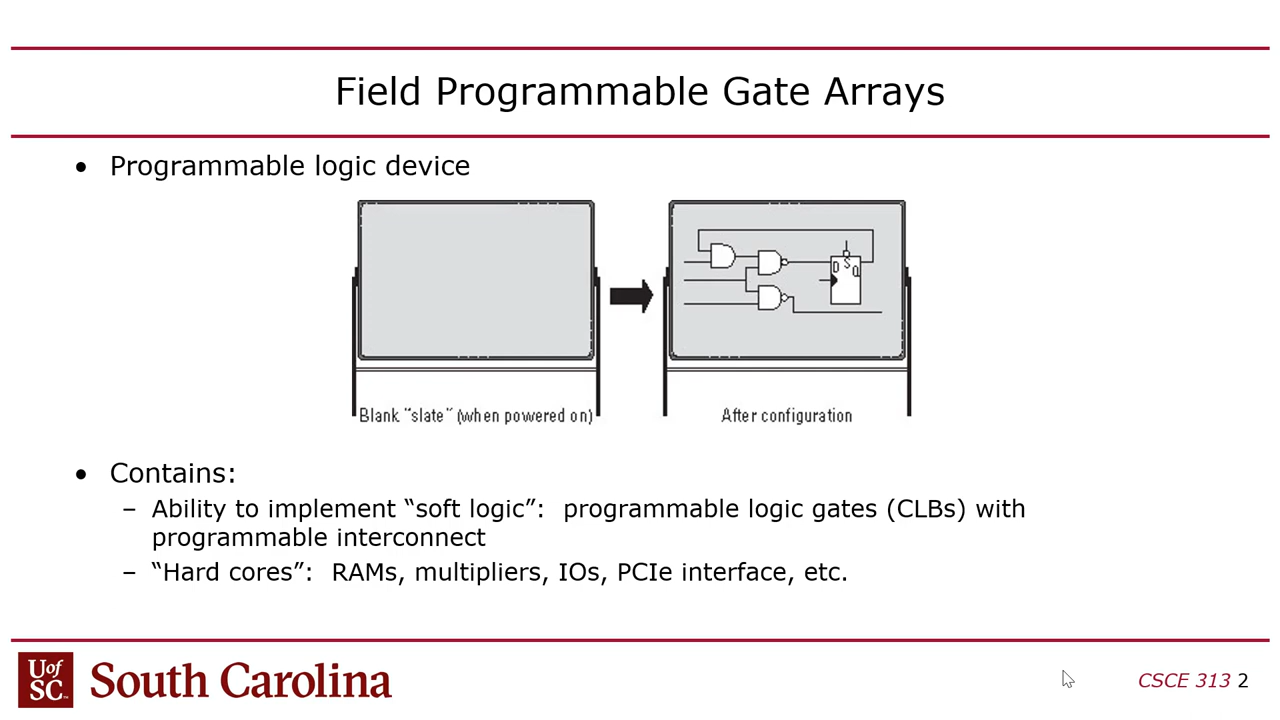 Field Programmable Gate Arrays
• Programmable logic device
D S Q
Blank "slate" (when powered on)
After configuration
• Contains:
– Ability to implement “soft logic”:  programmable logic gates (CLBs) with
programmable interconnect
– “Hard cores”:  RAMs, multipliers, IOs, PCIe interface, etc.
U of SC™
South Carolina
CSCE 313 2